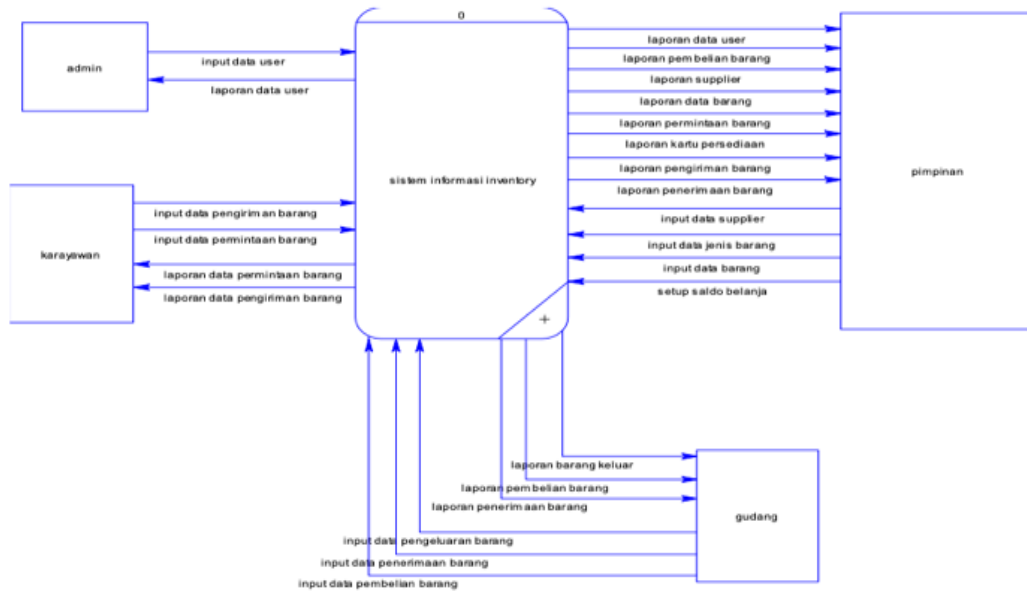 0
admin
input data user
laporan data user
sistem informasi inventory
karayawan
input data pengiriman barang
input data permintaan barang
laporan data permintaan barang
laporan data pengiriman barang
laporan data user
laporan pembelian barang
laporan supplier
laporan data barang
laporan permintaan barang
laporan kartu persediaan
laporan pengiriman barang
laporan penerimaan barang
input data supplier
input data jenis barang
input data barang
setup saldo belanja
pimpinan
+
laporan barang keluar
laporan pembelian barang
laporan penerimaan barang
gudang
input data pengeluaran barang
input data penerimaan barang
input data pembelian barang